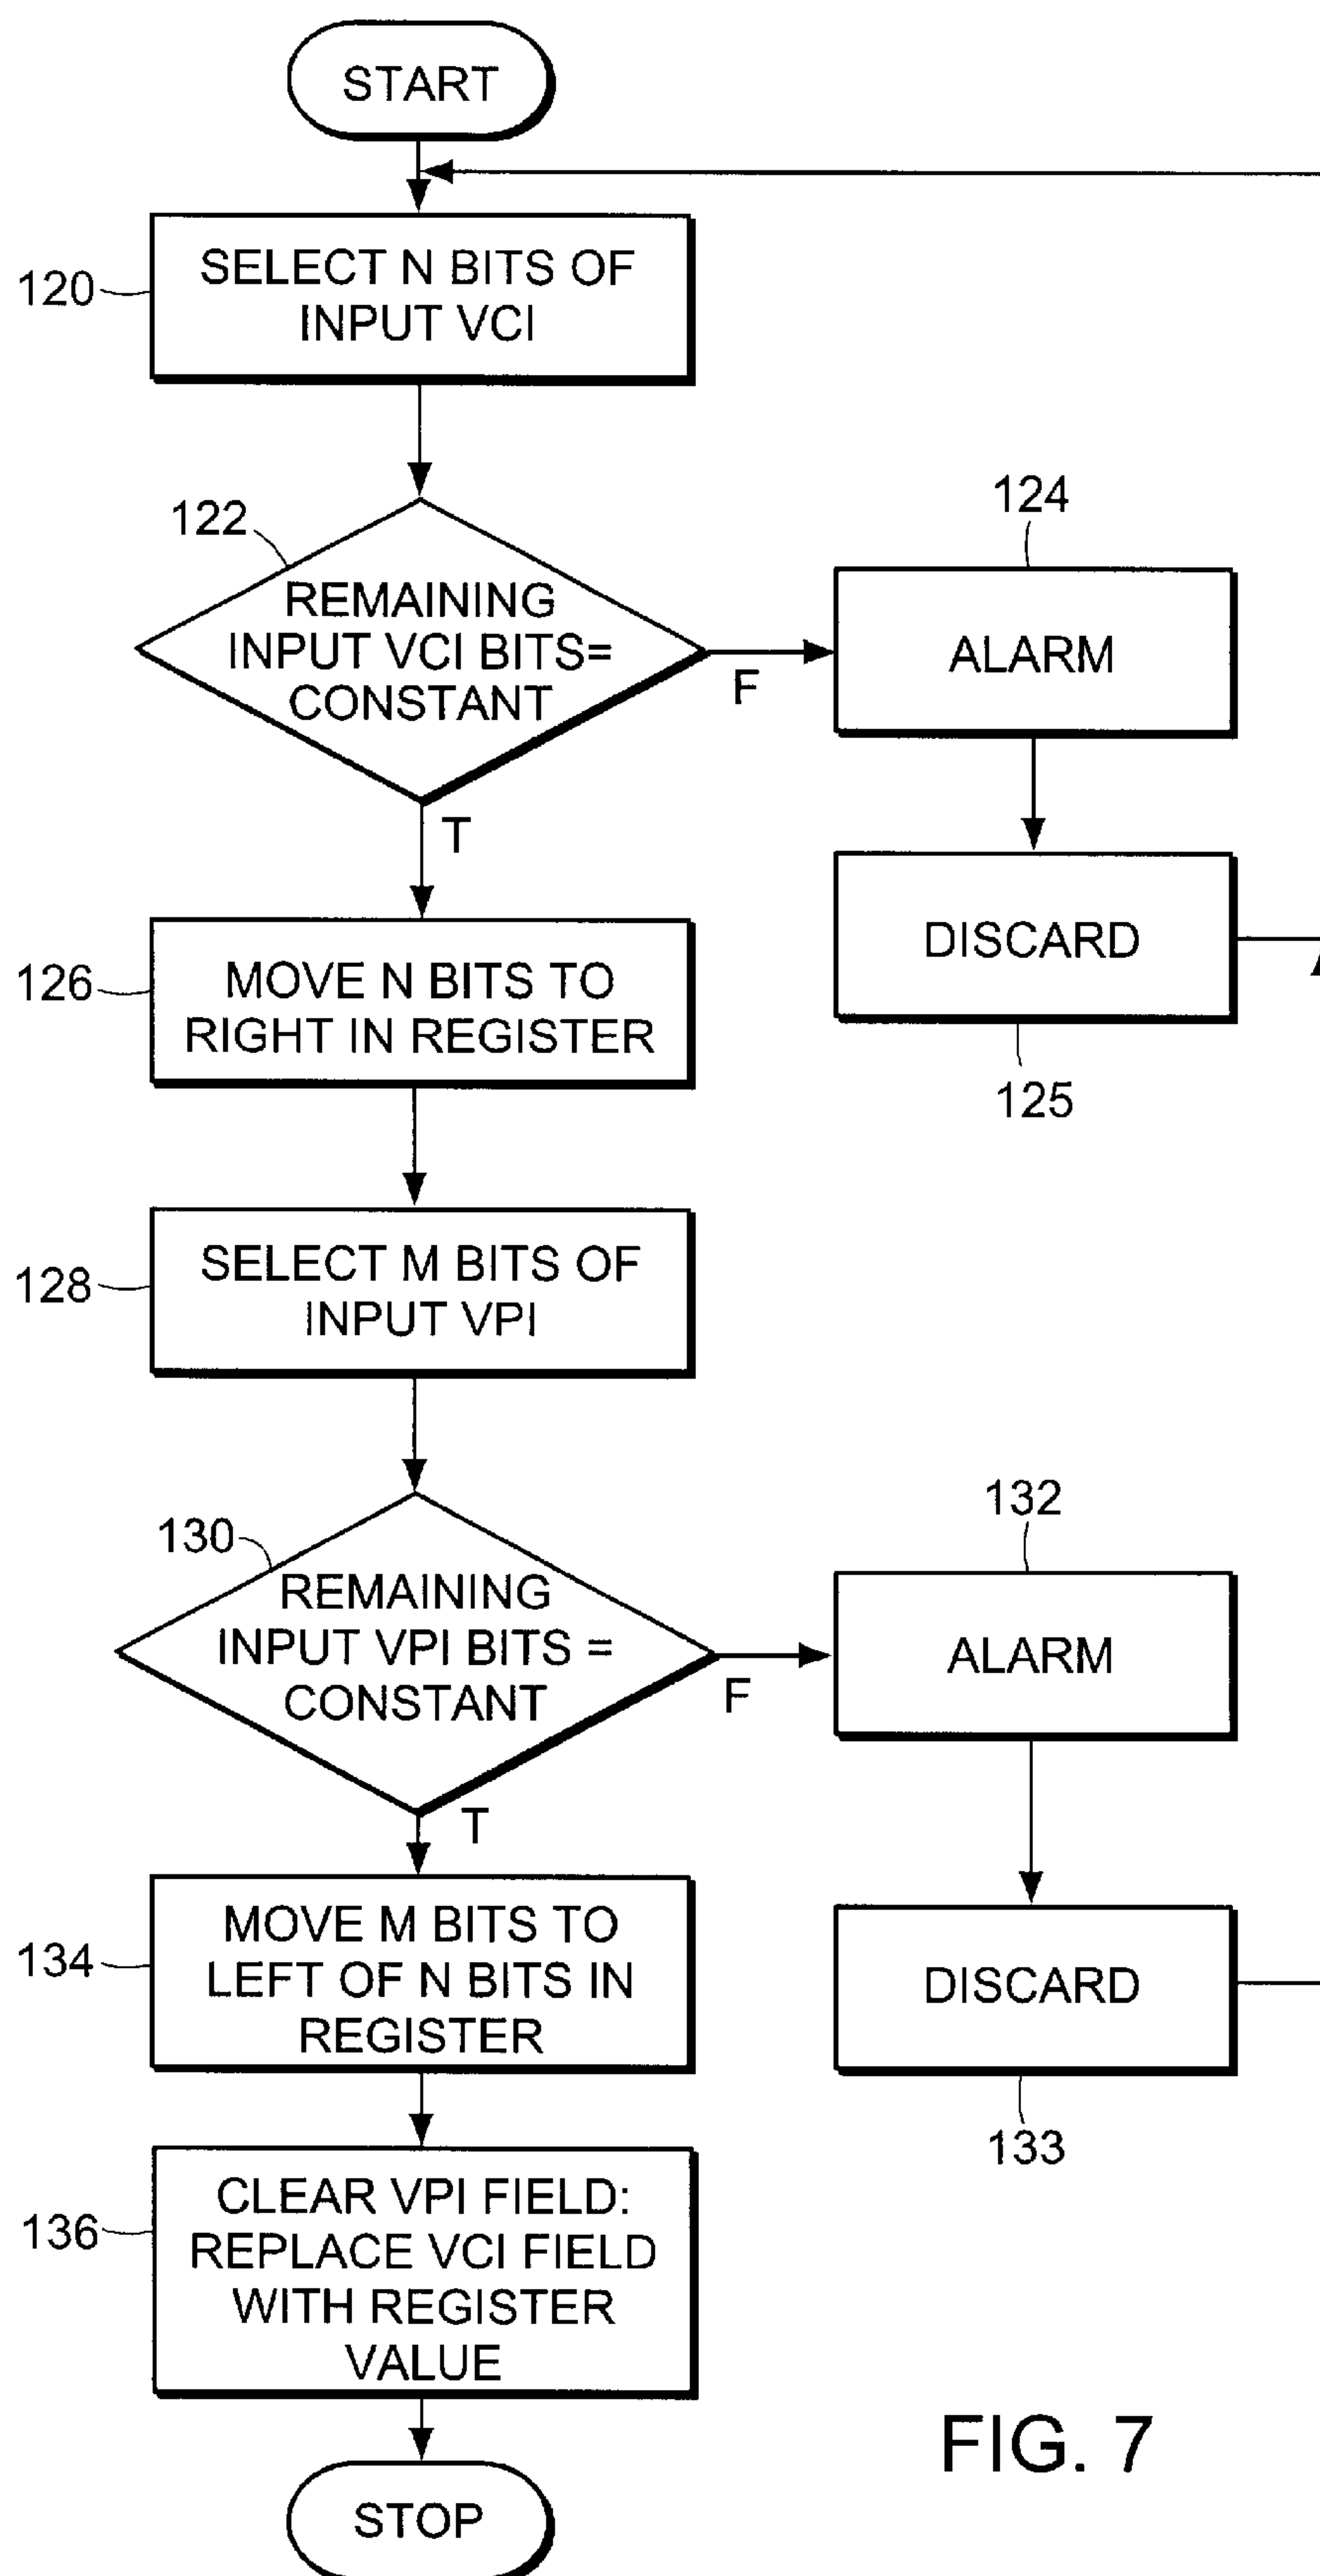 START
120
SELECT N BITS OF
INPUT VCI
122
REMAINING
INPUT VCI BITS=
CONSTANT
F
T
124
ALARM
DISCARD
125
126
MOVE N BITS TO
RIGHT IN REGISTER
128
SELECT M BITS OF
INPUT VPI
130
REMAINING
INPUT VPI BITS =
CONSTANT
F
T
132
ALARM
DISCARD
133
134
MOVE M BITS TO
LEFT OF N BITS IN
REGISTER
136
CLEAR VPI FIELD:
REPLACE VCI FIELD
WITH REGISTER
VALUE
STOP
FIG. 7